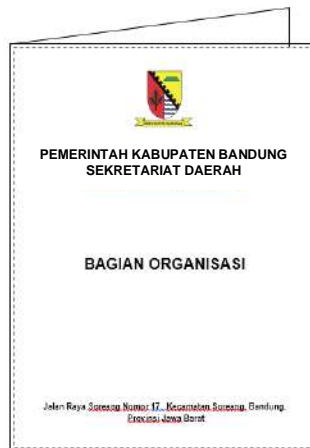 PEMERINTAH KABUPATEN BANDUNG
SEKRETARIAT DAERAH
BAGIAN ORGANISASI
Jalan Raya Soreang Nomor 17, Kecamatan Soreang, Bandung,
Provinsi Jawa Barat